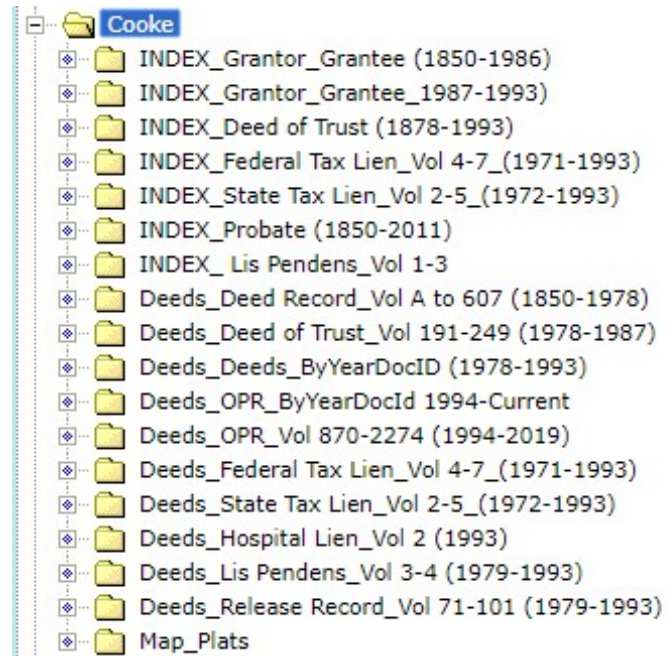 Cooke
INDEX_Grantor_Grantee (1850-1986)
INDEX_Grantor_Grantee_1987-1993)
INDEX_Deed of Trust (1878-1993)
INDEX_Federal Tax Lien_Vol 4-7_(1971-1993)
INDEX_State Tax Lien_Vol 2-5_(1972-1993)
INDEX_Probate (1850-2011)
INDEX_ Lis Pendens_Vol 1-3
Deeds_Deed Record_Vol A to 607 (1850-1978)
Deeds_Deed of Trust_Vol 191-249 (1978-1987)
Deeds_Deeds_ByYearDocID (1978-1993)
Deeds_OPR_ByYearDocId 1994-Current
Deeds_OPR_Vol 870-2274 (1994-2019)
Deeds_Federal Tax Lien_Vol 4-7_(1971-1993)
Deeds_State Tax Lien_Vol 2-5_(1972-1993)
Deeds_Hospital Lien_Vol 2 (1993)
Deeds_Lis Pendens_Vol 3-4 (1979-1993)
Deeds_Release Record_Vol 71-101 (1979-1993)
Map_Plats